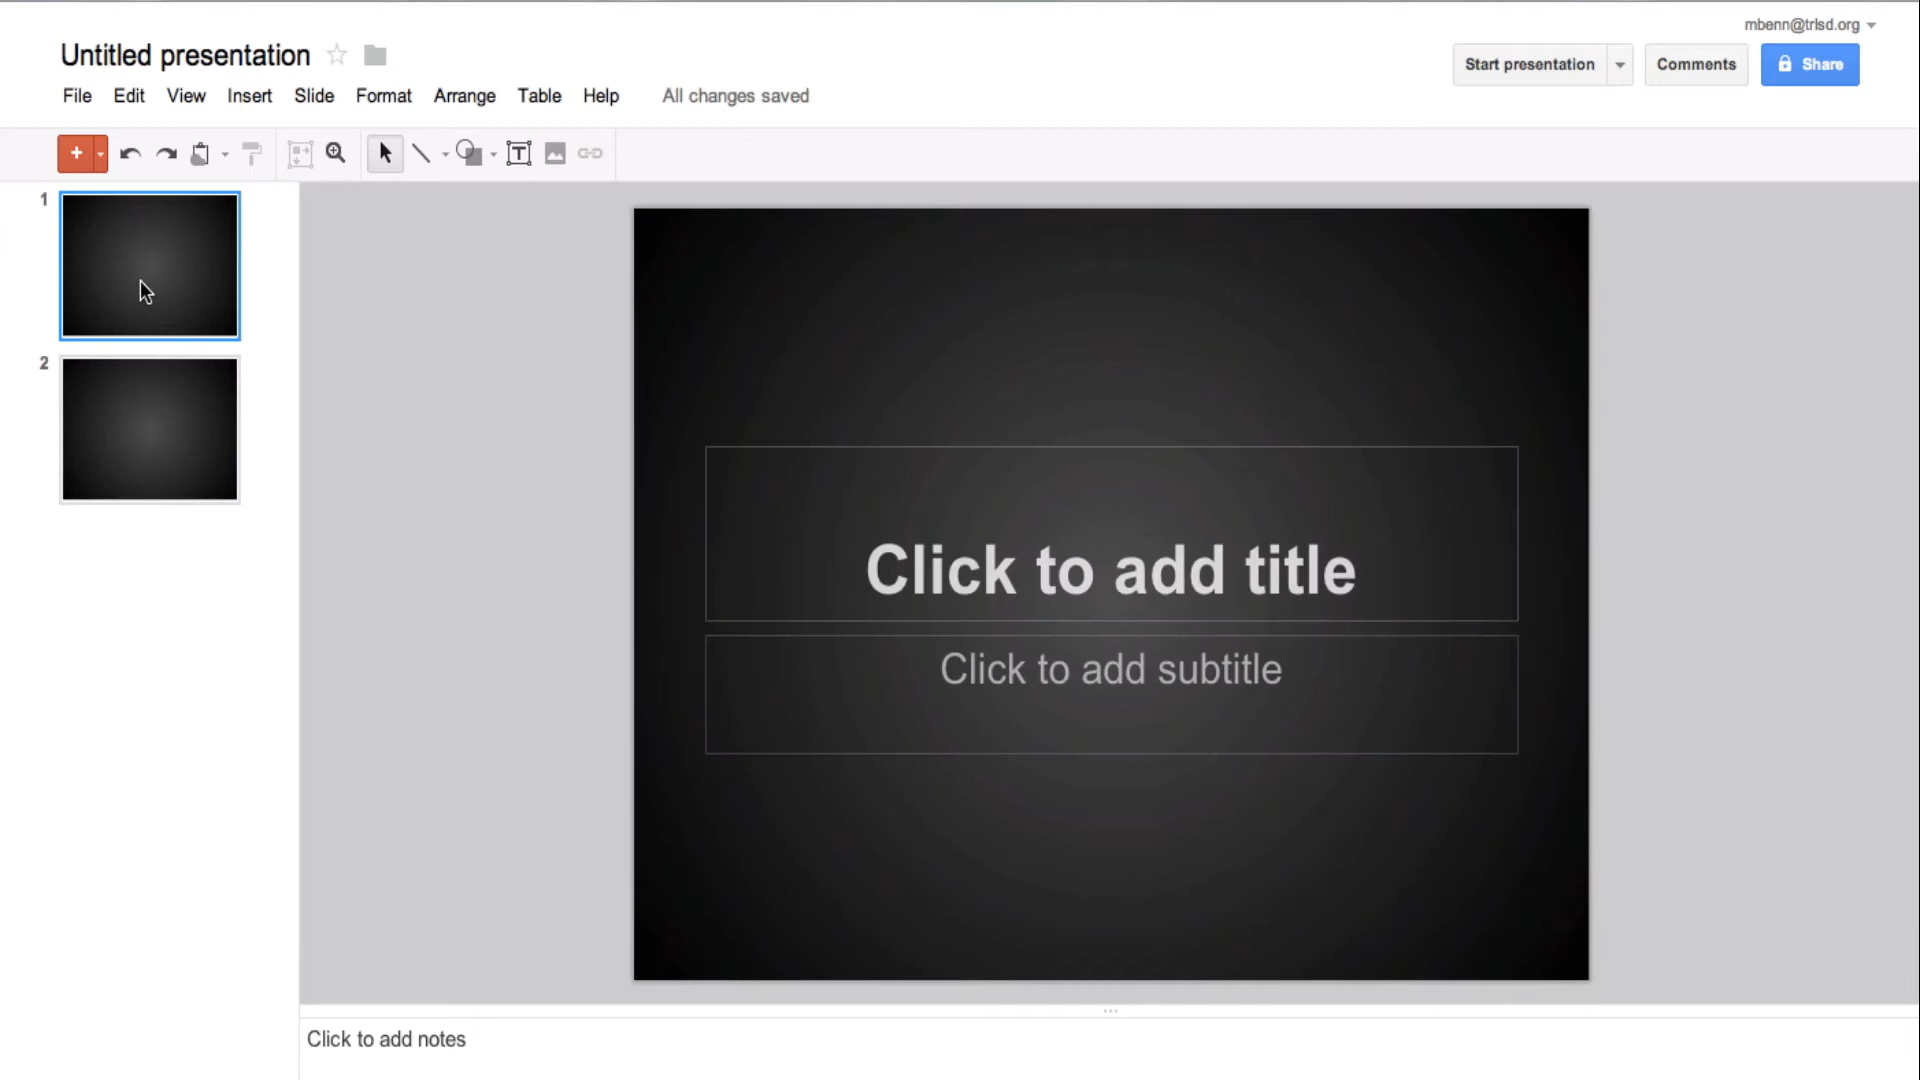 mbenn@trlsd.org
Untitled presentation
Start presentation
Comments
Share
File Edit View Insert Slide Format Arrange Table Help All changes saved
1
2
Click to add title
Click to add subtitle
Click to add notes